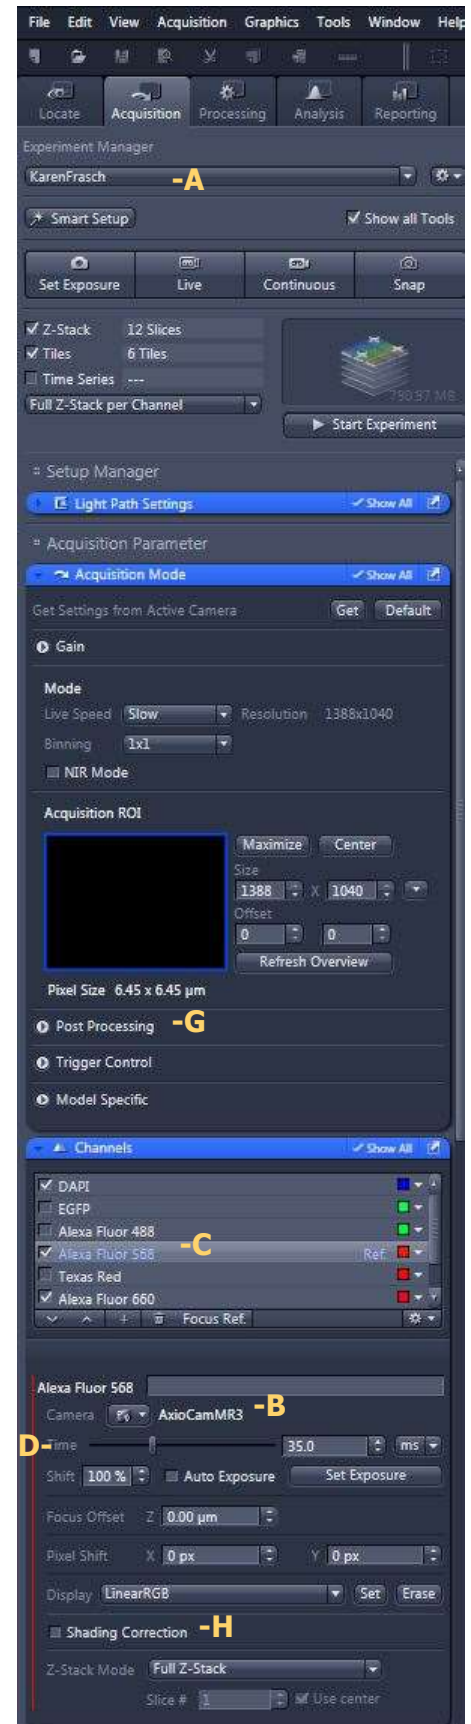 File Edit View Acquisition Graphics Tools Window Help
Locate Acquisition Processing Analysis Reporting
Experiment Manager
KarenFrasch -A
Smart Setup Show all Tools
Set Exposure Live Continuous Snap
Z-Stack 12 Slices
Tiles 6 Tiles
Time Series ---
Full Z-Stack per Channel
790.97 MB
Start Experiment
Setup Manager
Light Path Settings Show All
Acquisition Parameter
Acquisition Mode Show All
Get Settings from Active Camera Get Default
Gain
Mode
Live Speed Slow Resolution 1388x1040
Binning 1x1
NIR Mode
Acquisition ROI
Maximize Center
Size
1388 X 1040
Offset
0 0
Refresh Overview
Pixel Size 6.45 x 6.45 µm
Post Processing -G
Trigger Control
Model Specific
Channels Show All
DAPI
EGFP
Alexa Fluor 488
Alexa Fluor 568 -C Ref.
Texas Red
Alexa Fluor 660
+ Focus Ref.
Alexa Fluor 568
Camera AxioCamMR3 -B
D- Time 35.0 ms
Shift 100 % Auto Exposure Set Exposure
Focus Offset Z 0.00 µm
Pixel Shift X 0 px Y 0 px
Display LinearRGB Set Erase
Shading Correction -H
Z-Stack Mode Full Z-Stack
Slice # 1 Use center